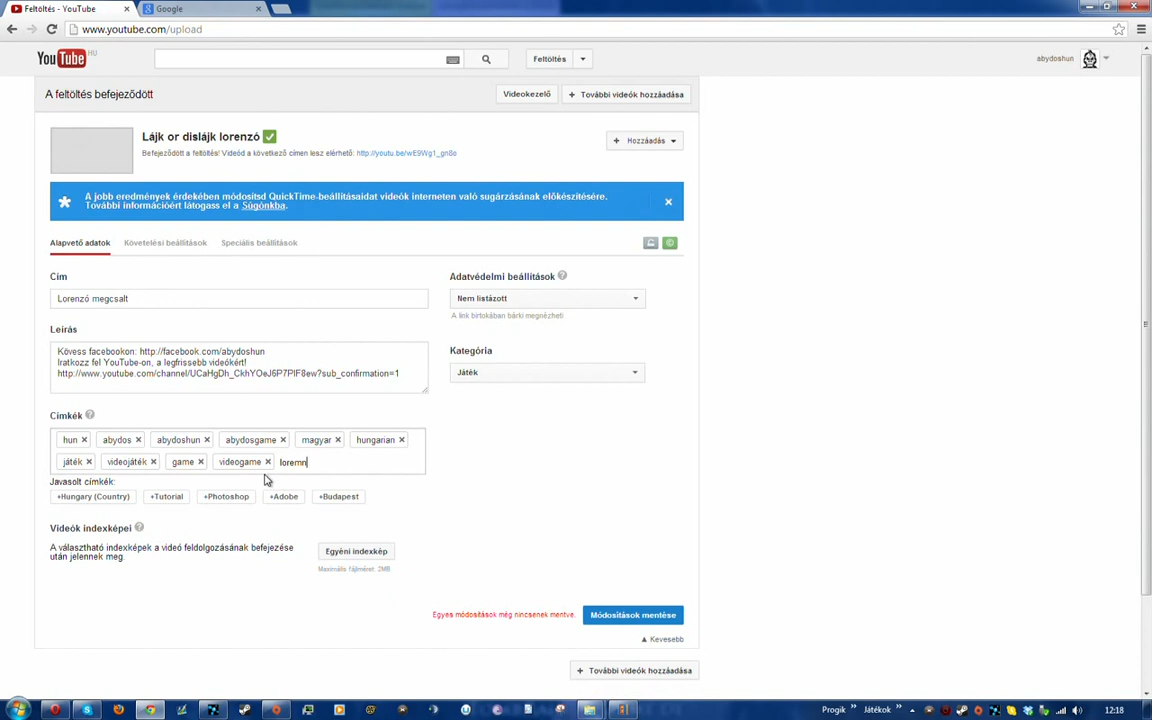 Feltöltés - YouTube
Google
www.youtube.com/upload
YouTube HU
Feltöltés
abydoshun
A feltöltés befejeződött
Videokezelő
+ További videók hozzáadása
Lájk or dislájk lorenzó
+ Hozzáadás
Befejeződött a feltöltés! Videód a következő címen lesz elérhető: http://youtu.be/wE9Wg1_gn8o
A jobb eredmények érdekében módosítsd QuickTime-beállításaidat videók interneten való sugárzásának előkészítésére.
További információért látogass el a Súgónkba.
Alapvető adatok
Követelési beállítások
Speciális beállítások
Cím
Adatvédelmi beállítások ?
Lorenzó megcsalt
Nem listázott
A link birtokában bárki megnézheti
Leírás
Kövess facebookon: http://facebook.com/abydoshun
Iratkozz fel YouTube-on, a legfrissebb videókért!
http://www.youtube.com/channel/UCaHgDh_CkhYOeJ6P7PIF8ew?sub_confirmation=1
Kategória
Játék
Címkék ?
hun
abydos
abydoshun
abydosgame
magyar
hungarian
játék
videojáték
game
videogame
loremn
Javasolt címkék:
+Hungary (Country)
+Tutorial
+Photoshop
+Adobe
+Budapest
Videók indexképei ?
A választható indexképek a videó feldolgozásának befejezése
után jelennek meg.
Egyéni indexkép
Maximális fájlméret: 2MB
Egyes módosítások még nincsenek mentve.
Módosítások mentése
Kevesebb
+ További videók hozzáadása
Progik »
Játékok »
12:18